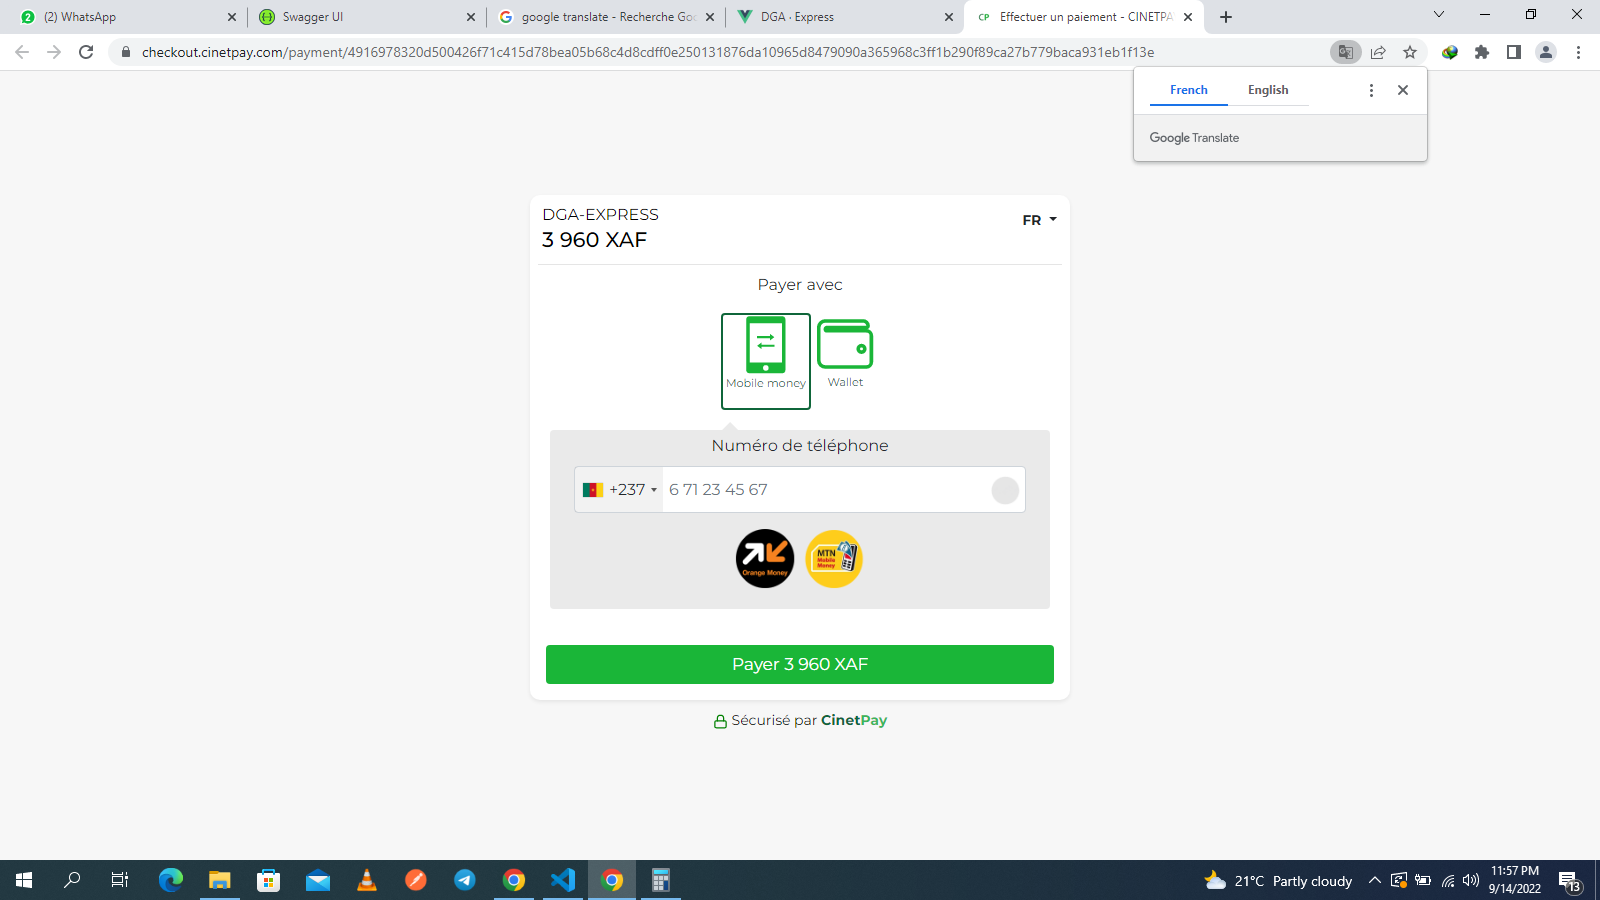 (2) WhatsApp
Swagger UI
google translate - Recherche Goo
DGA · Express
CP Effectuer un paiement - CINETPA
checkout.cinetpay.com/payment/4916978320d500426f71c415d78bea05b68c4d8cdff0e250131876da10965d8479090a365968c3ff1b290f89ca27b779baca931eb1f13e
French English
Google Translate
DGA-EXPRESS
FR
3 960 XAF
Payer avec
Mobile money
Wallet
Numéro de téléphone
+237 6 71 23 45 67
Orange Money
MTN
Mobile
Money
Payer 3 960 XAF
Sécurisé par CinetPay
21°C Partly cloudy
11:57 PM
9/14/2022
13